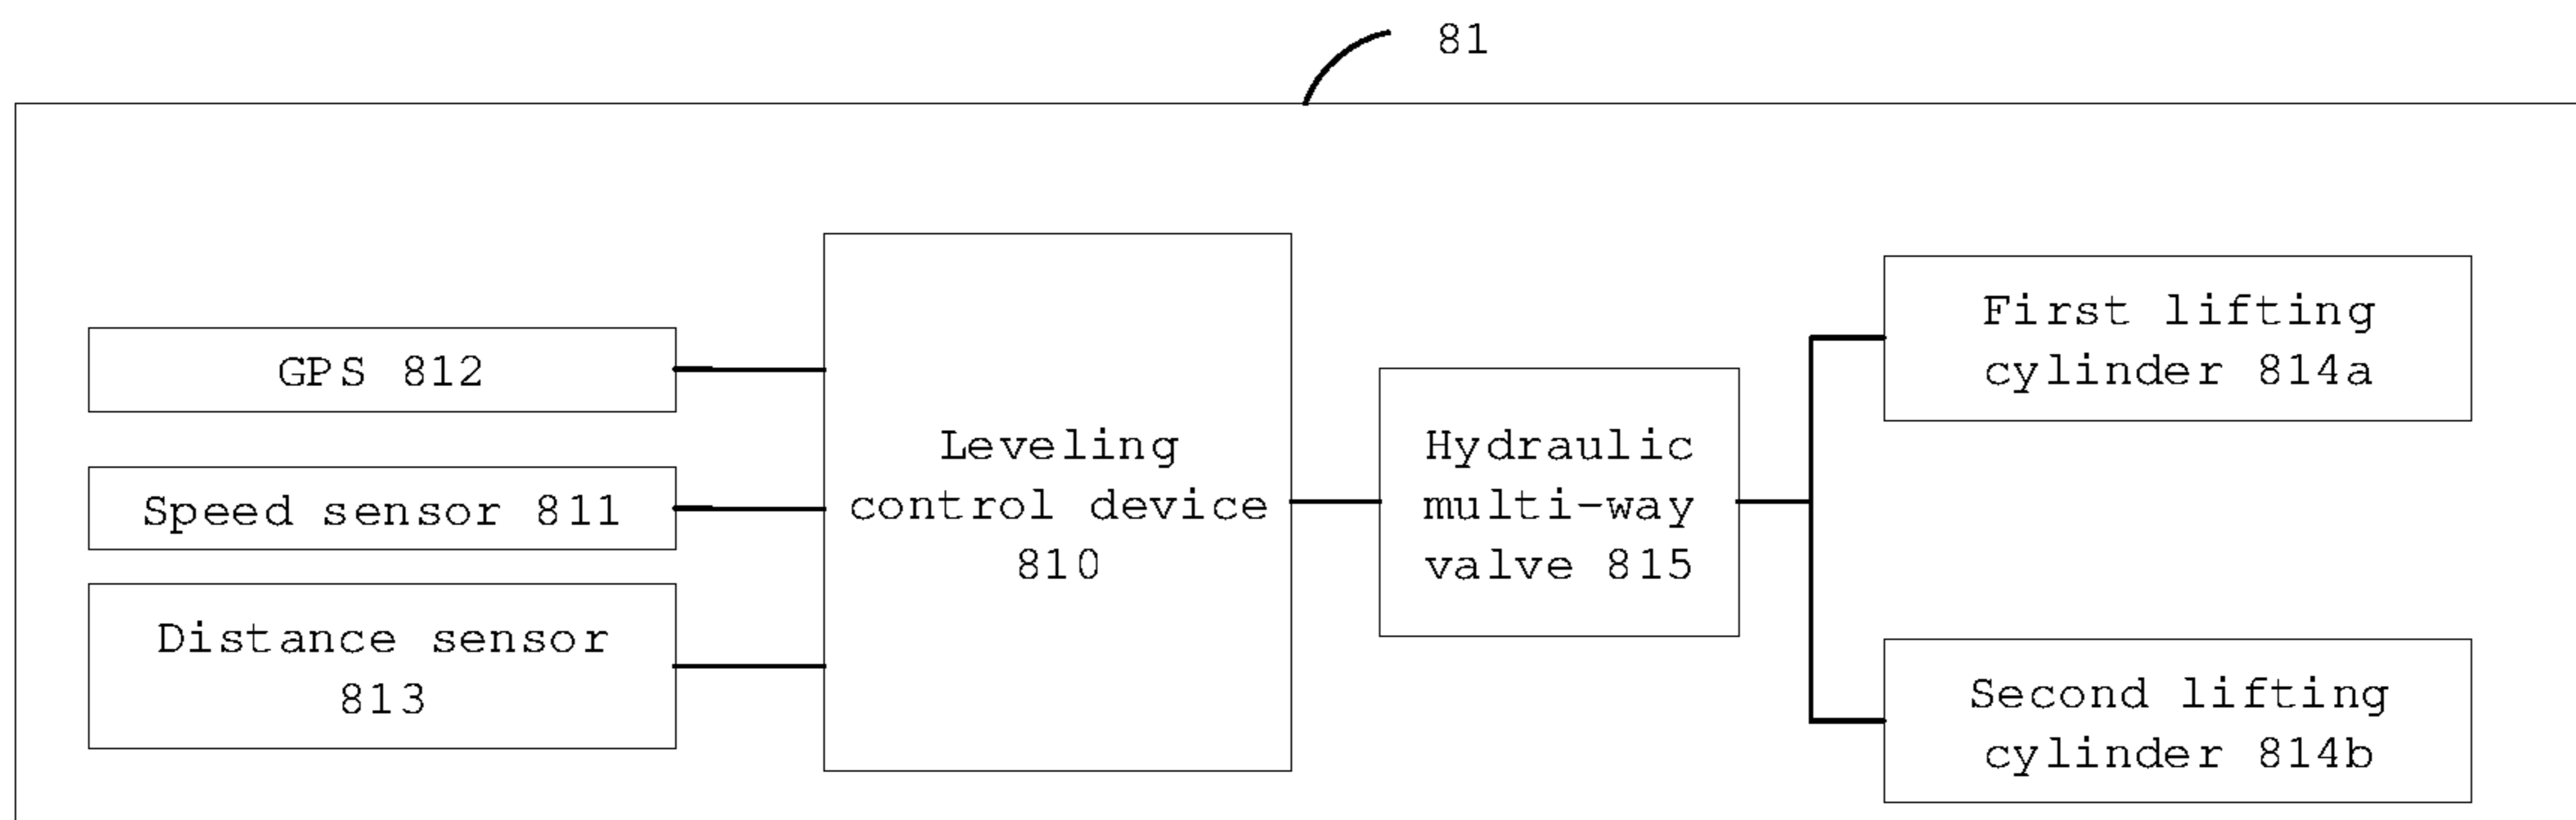 81
GPS 812
Speed sensor 811
Distance sensor
813
Leveling
control device
810
Hydraulic
multi-way
valve 815
First lifting
cylinder 814a
Second lifting
cylinder 814b